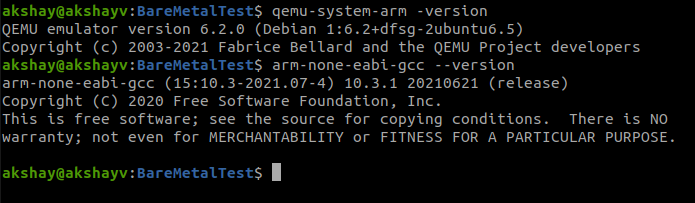 akshay@akshayv:BareMetalTest$ qemu-system-arm -version
QEMU emulator version 6.2.0 (Debian 1:6.2+dfsg-2ubuntu6.5)
Copyright (c) 2003-2021 Fabrice Bellard and the QEMU Project developers
akshay@akshayv:BareMetalTest$ arm-none-eabi-gcc --version
arm-none-eabi-gcc (15:10.3-2021.07-4) 10.3.1 20210621 (release)
Copyright (C) 2020 Free Software Foundation, Inc.
This is free software; see the source for copying conditions.  There is NO
warranty; not even for MERCHANTABILITY or FITNESS FOR A PARTICULAR PURPOSE.
akshay@akshayv:BareMetalTest$